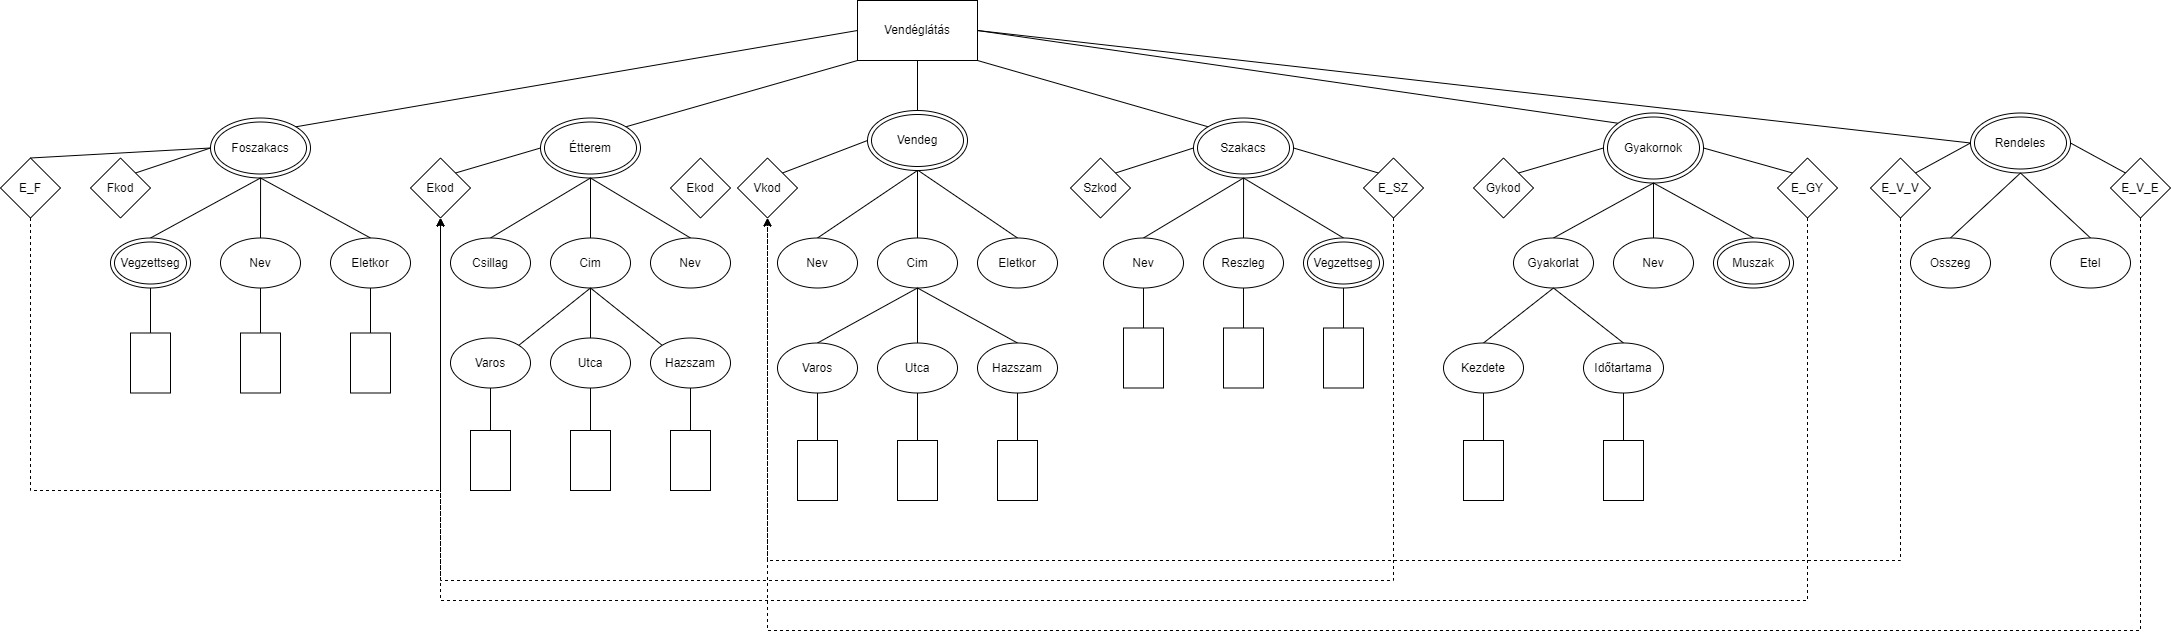 Vendéglátás
Foszakacs
Étterem
Vendeg
Szakacs
Gyakornok
Rendeles
E_F
Fkod
Ekod
Ekod
Vkod
Szkod
E_SZ
Gykod
E_GY
E_V_V
E_V_E
Vegzettseg
Nev
Eletkor
Csillag
Cim
Nev
Nev
Cim
Eletkor
Nev
Reszleg
Vegzettseg
Gyakorlat
Nev
Muszak
Osszeg
Etel
Varos
Utca
Hazszam
Varos
Utca
Hazszam
Kezdete
Időtartama